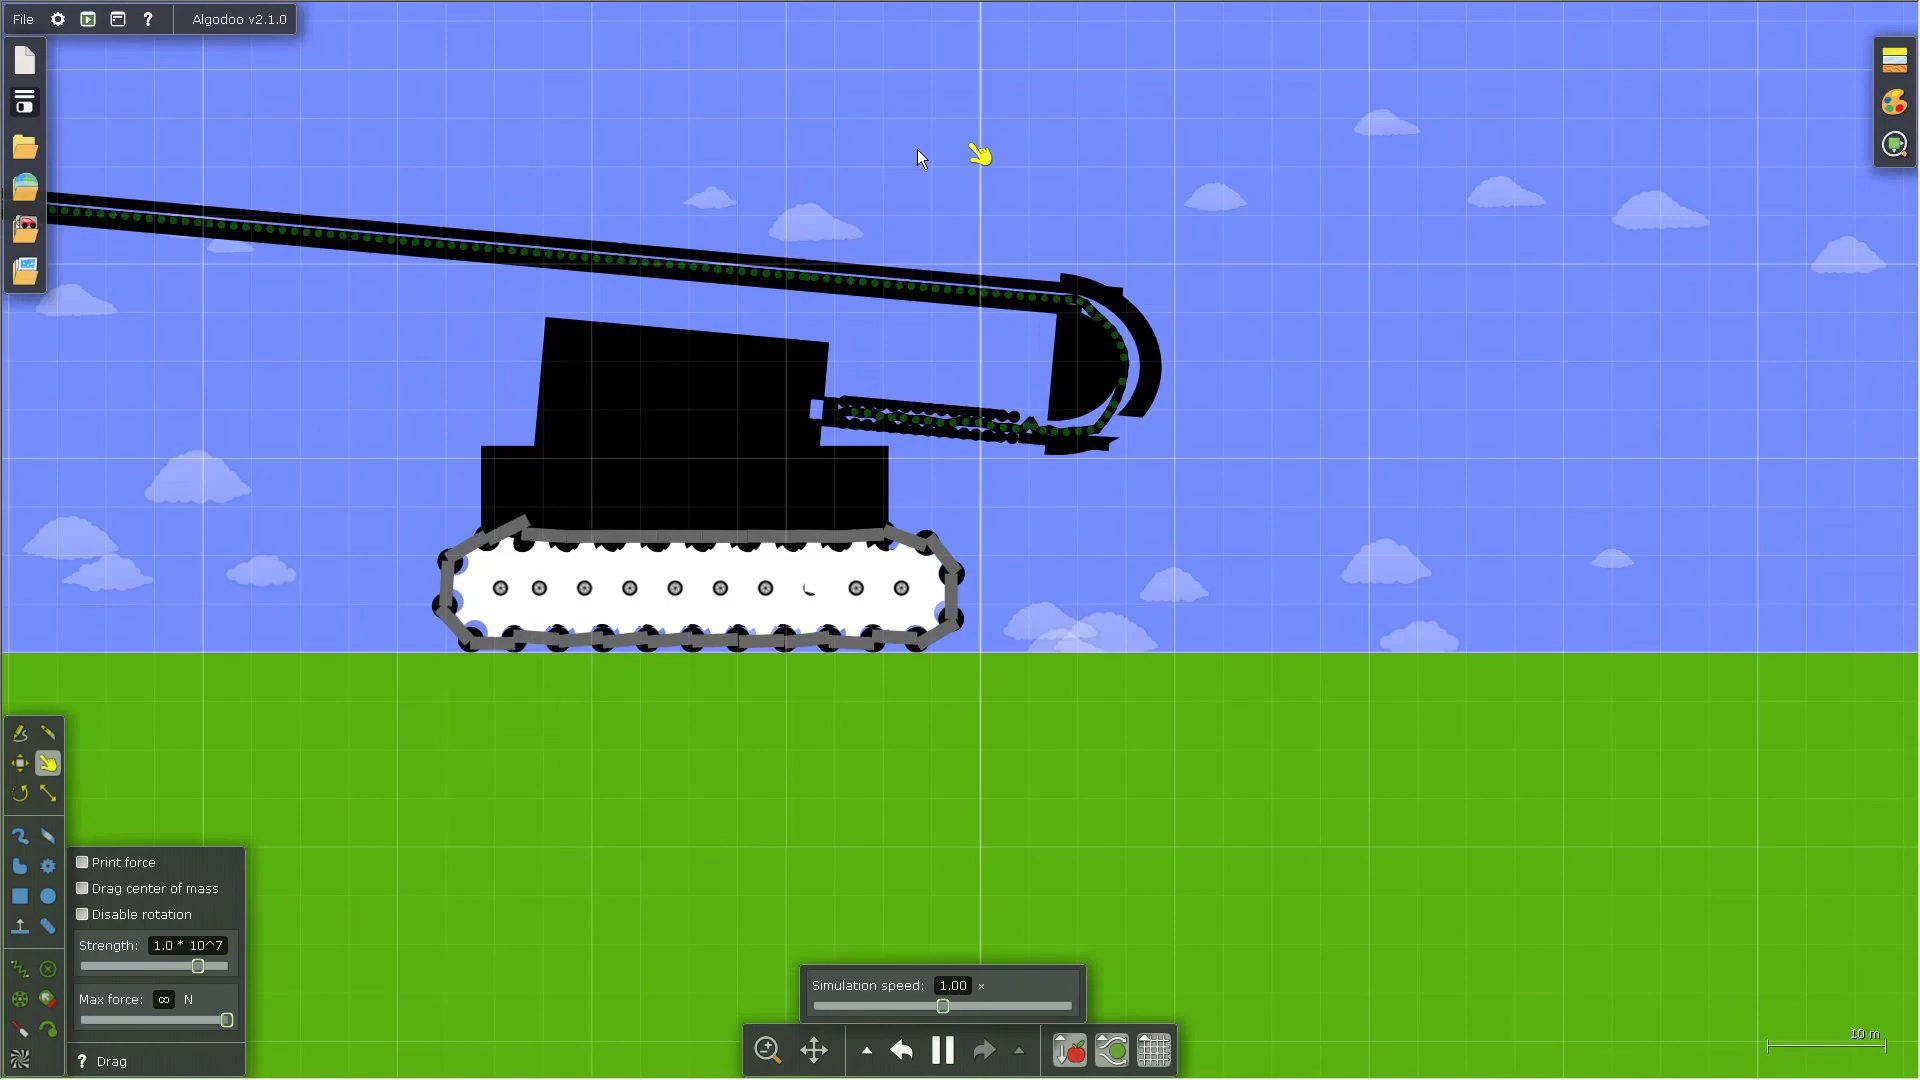 File ? Algodoo v2.1.0
Print force
Drag center of mass
Disable rotation
Strength: 1.0 * 10^7
Max force: ∞ N
? Drag
Simulation speed: 1.00 ×
10 m